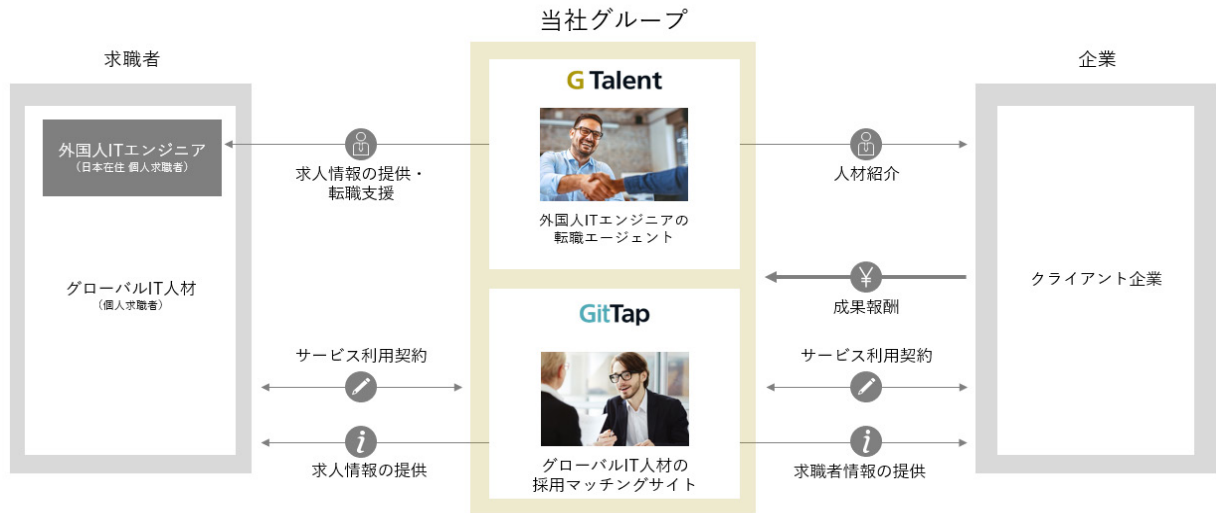 当社グループ
求職者
企業
G Talent
外国人ITエンジニア
(日本在住 個人求職者)
求人情報の提供・
転職支援
人材紹介
外国人ITエンジニアの
転職エージェント
グローバルIT人材
(個人求職者)
¥
成果報酬
クライアント企業
GitTap
サービス利用契約
サービス利用契約
i
求人情報の提供
i
求職者情報の提供
グローバルIT人材の
採用マッチングサイト